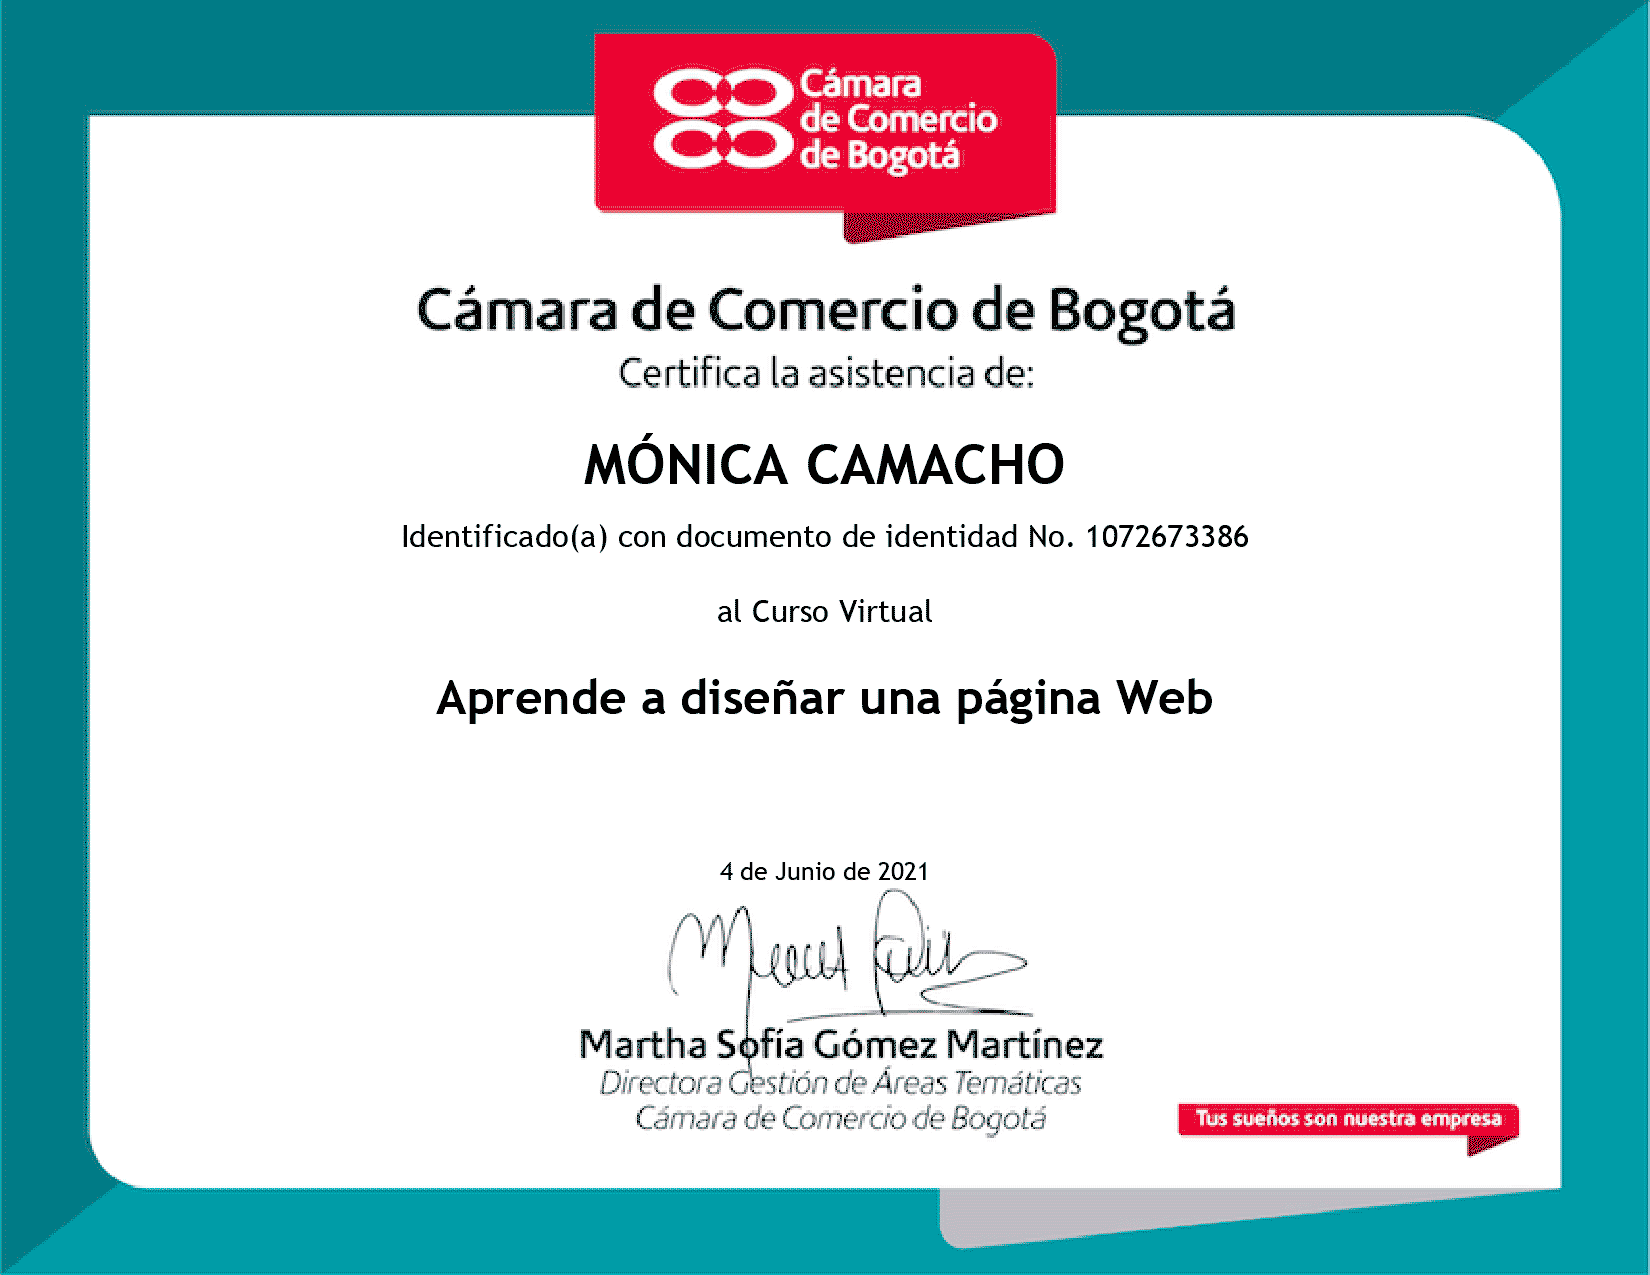 Cámara
de Comercio
de Bogotá
Cámara de Comercio de Bogotá
Certifica la asistencia de:
MÓNICA CAMACHO
Identificado(a) con documento de identidad No. 1072673386
al Curso Virtual
Aprende a diseñar una página Web
4 de Junio de 2021
Martha Sofía Gómez Martínez
Directora Gestión de Áreas Temáticas
Cámara de Comercio de Bogotá
Tus sueños son nuestra empresa